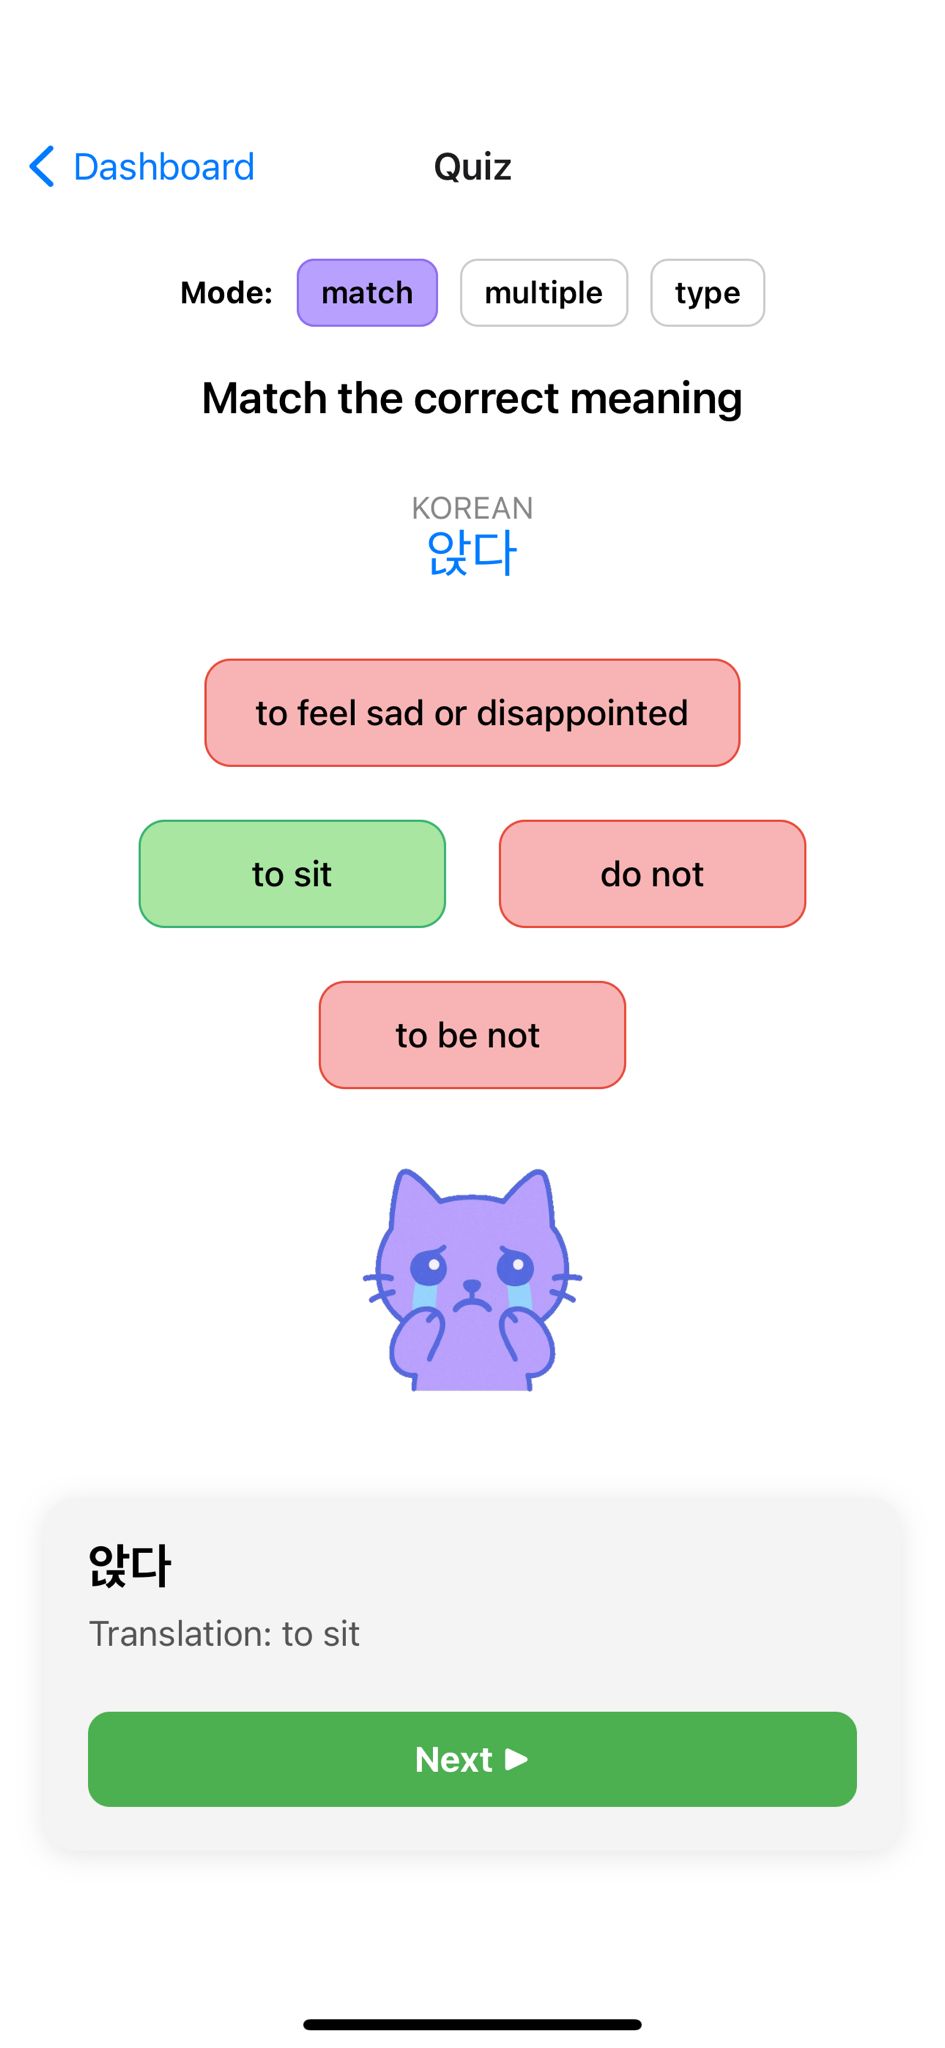 Dashboard
Quiz
Mode:
match
multiple
type
Match the correct meaning
KOREAN
앉다
to feel sad or disappointed
to sit
do not
to be not
앉다
Translation: to sit
Next ▶